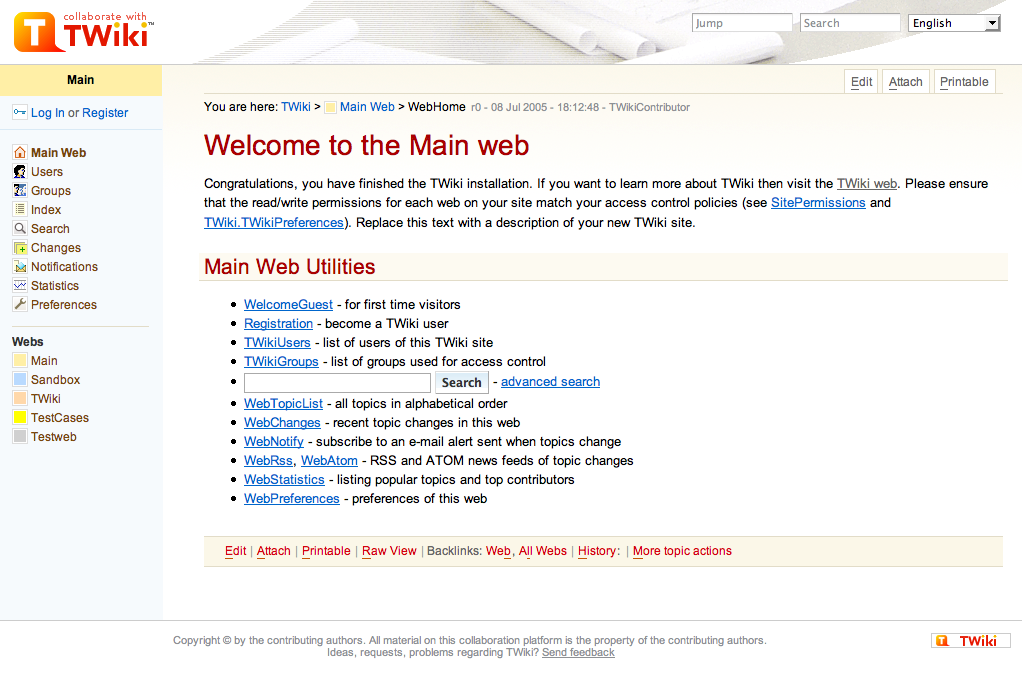 collaborate with
TWiki™
Jump
Search
English
Main
Edit
Attach
Printable
You are here: TWiki > Main Web > WebHome r0 - 08 Jul 2005 - 18:12:48 - TWikiContributor
Log In or Register
Welcome to the Main web
Main Web
Users
Groups
Index
Search
Changes
Notifications
Statistics
Preferences
Webs
Main
Sandbox
TWiki
TestCases
Testweb
Congratulations, you have finished the TWiki installation. If you want to learn more about TWiki then visit the TWiki web. Please ensure
that the read/write permissions for each web on your site match your access control policies (see SitePermissions and
TWiki.TWikiPreferences). Replace this text with a description of your new TWiki site.
Main Web Utilities
• WelcomeGuest - for first time visitors
• Registration - become a TWiki user
• TWikiUsers - list of users of this TWiki site
• TWikiGroups - list of groups used for access control
• Search - advanced search
• WebTopicList - all topics in alphabetical order
• WebChanges - recent topic changes in this web
• WebNotify - subscribe to an e-mail alert sent when topics change
• WebRss, WebAtom - RSS and ATOM news feeds of topic changes
• WebStatistics - listing popular topics and top contributors
• WebPreferences - preferences of this web
Edit | Attach | Printable | Raw View | Backlinks: Web, All Webs | History: | More topic actions
Copyright © by the contributing authors. All material on this collaboration platform is the property of the contributing authors.
Ideas, requests, problems regarding TWiki? Send feedback
TWiki